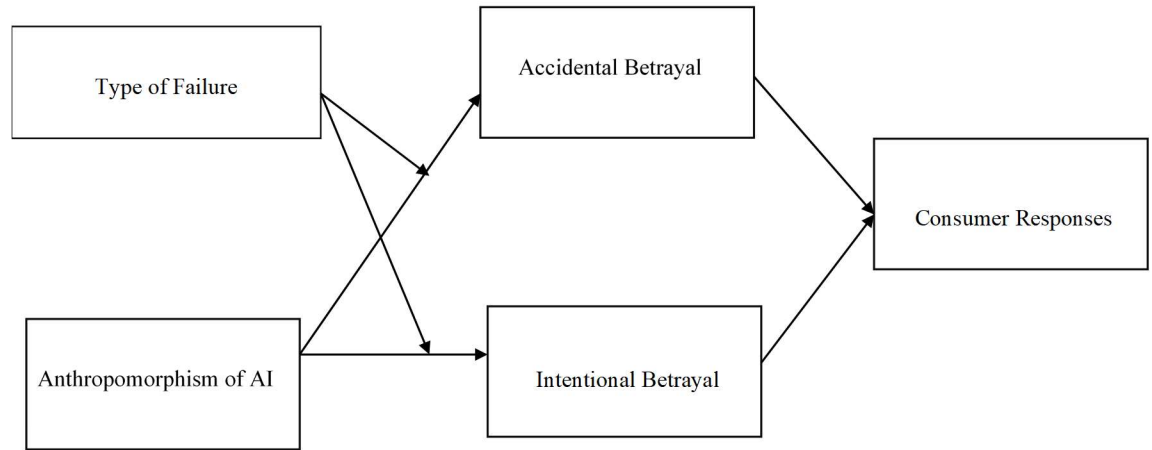 Type of Failure
Accidental Betrayal
Consumer Responses
Anthropomorphism of AI
Intentional Betrayal